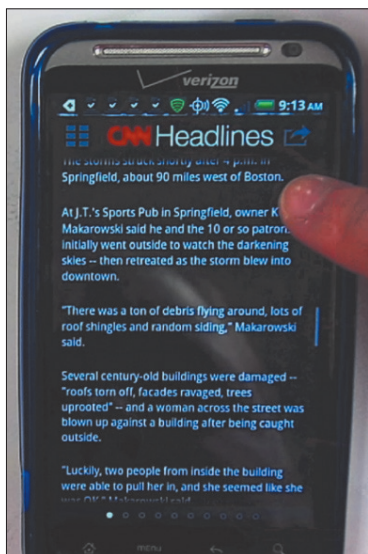 verizon
9:13 AM
CNN Headlines
The storms struck shortly after 4 p.m. in
Springfield, about 90 miles west of Boston.
At J.T.'s Sports Pub in Springfield, owner K
Makarowski said he and the 10 or so patron
initially went outside to watch the darkening
skies -- then retreated as the storm blew into
downtown.
"There was a ton of debris flying around, lots of
roof shingles and random siding," Makarowski
said.
Several century-old buildings were damaged --
"roofs torn off, facades ravaged, trees
uprooted" -- and a woman across the street was
blown up against a building after being caught
outside.
"Luckily, two people from inside the building
were able to pull her in, and she seemed like she
was OK," Makarowski said.
menu